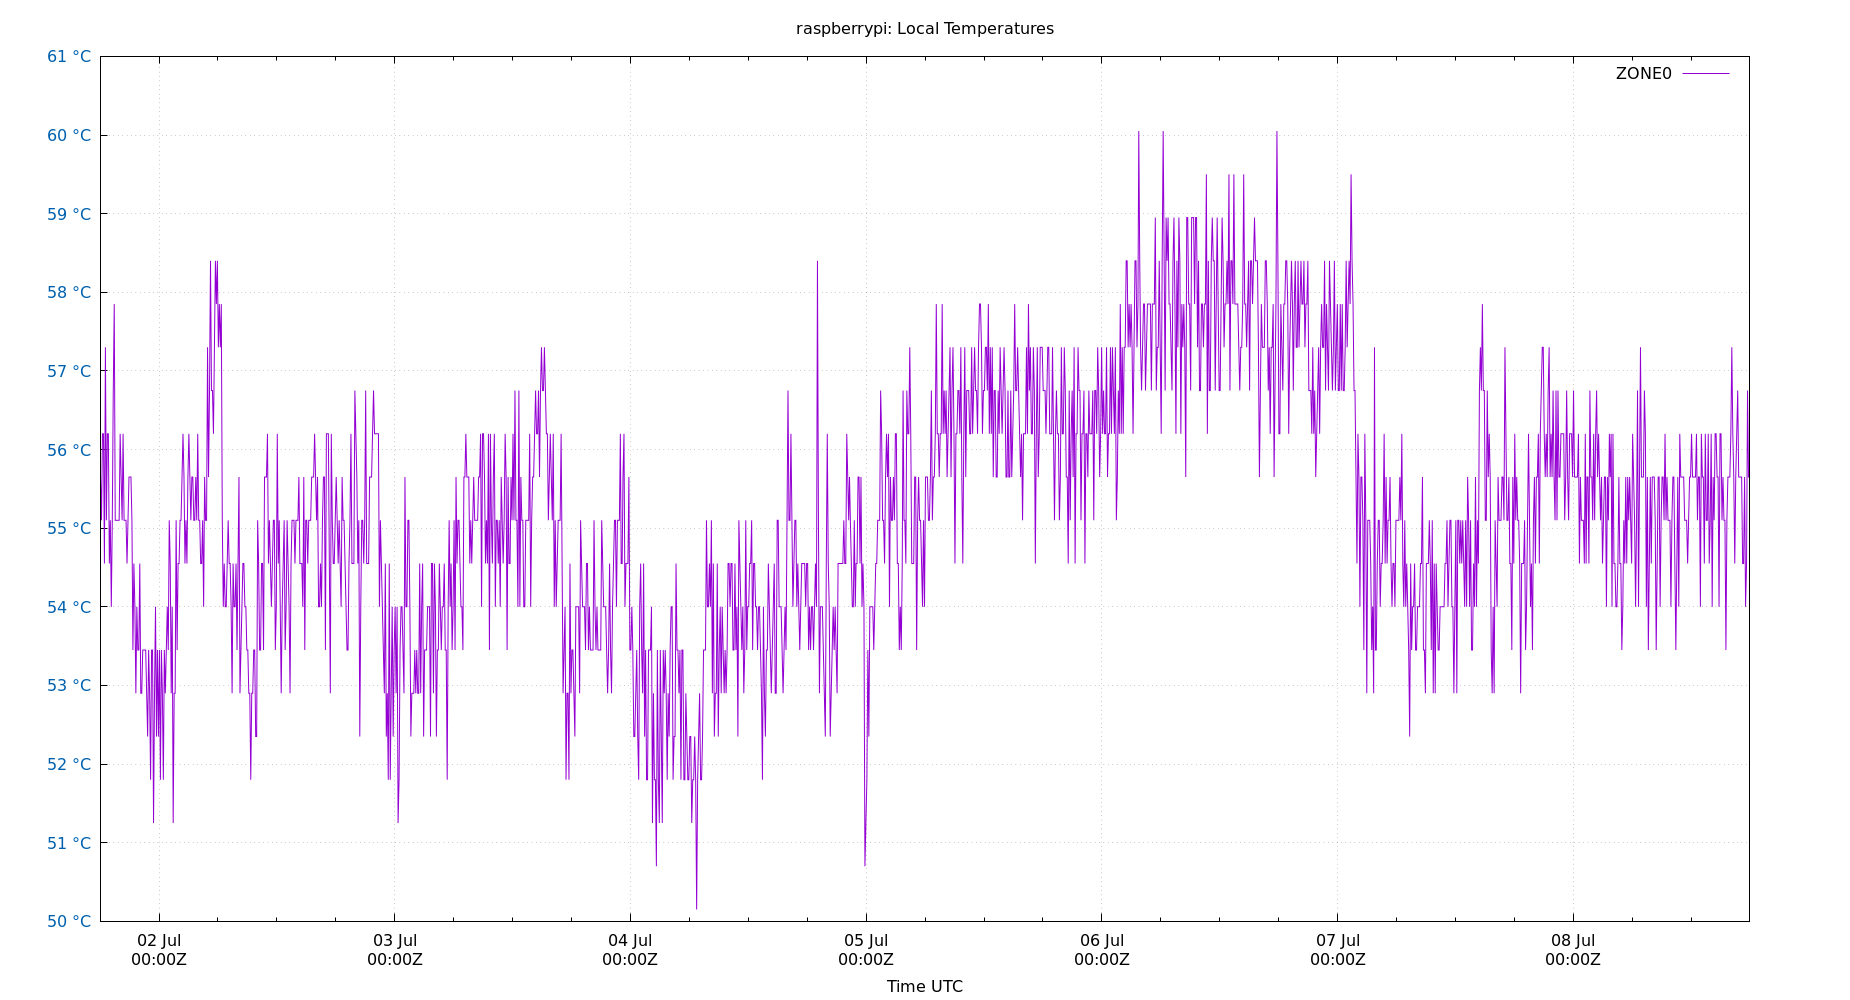 raspberrypi: Local Temperatures
61 °C
ZONE0
60 °C
59 °C
58 °C
57 °C
56 °C
55 °C
54 °C
53 °C
52 °C
51 °C
50 °C
02 Jul 03 Jul 04 Jul 05 Jul 06 Jul 07 Jul 08 Jul
00:00Z 00:00Z 00:00Z 00:00Z 00:00Z 00:00Z 00:00Z
Time UTC